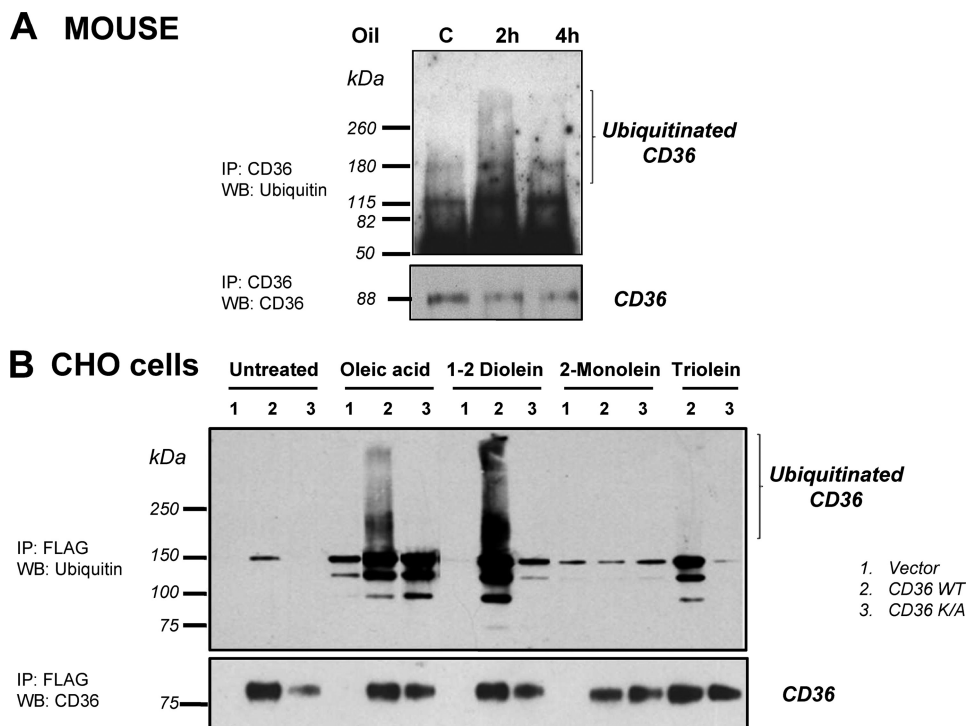 A MOUSE
Oil C 2h 4h
kDa
260
180
115
82
50
Ubiquitinated
CD36
IP: CD36
WB: Ubiquitin
IP: CD36
WB: CD36
88
CD36
B CHO cells
Untreated Oleic acid 1-2 Diolein 2-Monolein Triolein
1 2 3 1 2 3 1 2 3 1 2 3 2 3
kDa
250
150
100
75
Ubiquitinated
CD36
IP: FLAG
WB: Ubiquitin
1. Vector
2. CD36 WT
3. CD36 K/A
IP: FLAG
WB: CD36
75
CD36